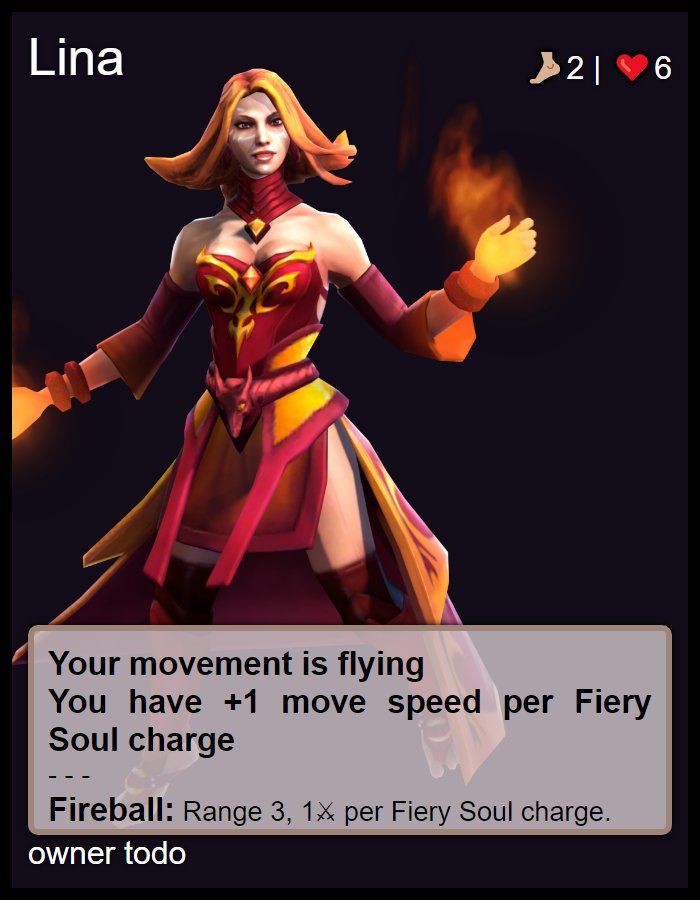 Lina
🦶2 | ❤6
Your movement is flying
You have +1 move speed per Fiery
Soul charge
- - -
Fireball: Range 3, 1⚔ per Fiery Soul charge.
owner todo